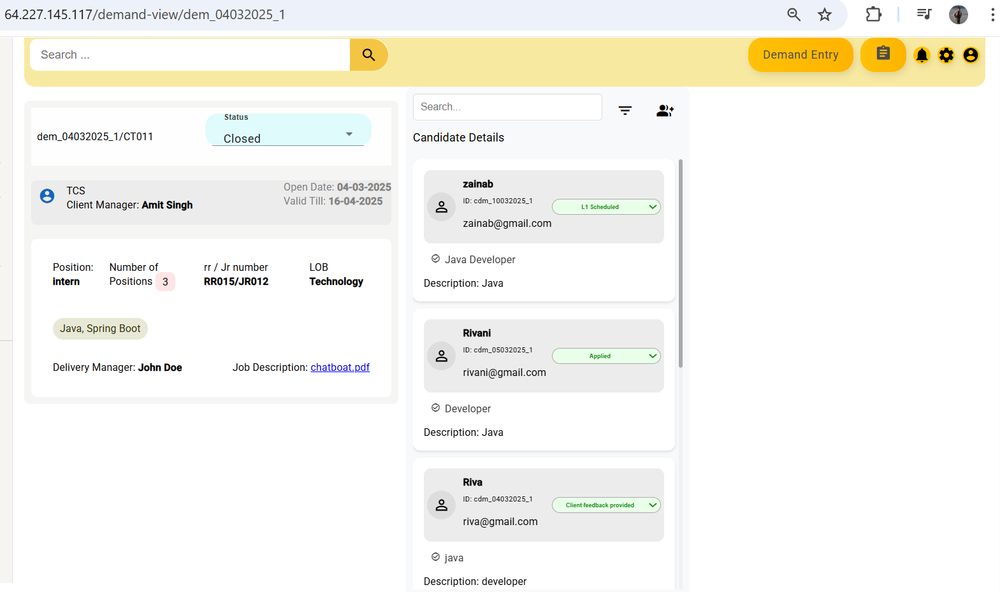 64.227.145.117/demand-view/dem_04032025_1
Search ...
Demand Entry
dem_04032025_1/CT011
Status
Closed
TCS
Client Manager: Amit Singh
Open Date: 04-03-2025
Valid Till: 16-04-2025
Position:
intern
Number of
Positions 3
rr / Jr number
RR015/JR012
LOB
Technology
Java, Spring Boot
Delivery Manager: John Doe
Job Description: chatboat.pdf
Search...
Candidate Details
zainab
ID: cdm_10032025_1
L1 Scheduled
zainab@gmail.com
Java Developer
Description: Java
Rivani
ID: cdm_05032025_1
Applied
rivani@gmail.com
Developer
Description: Java
Riva
ID: cdm_04032025_1
Client feedback provided
riva@gmail.com
java
Description: developer